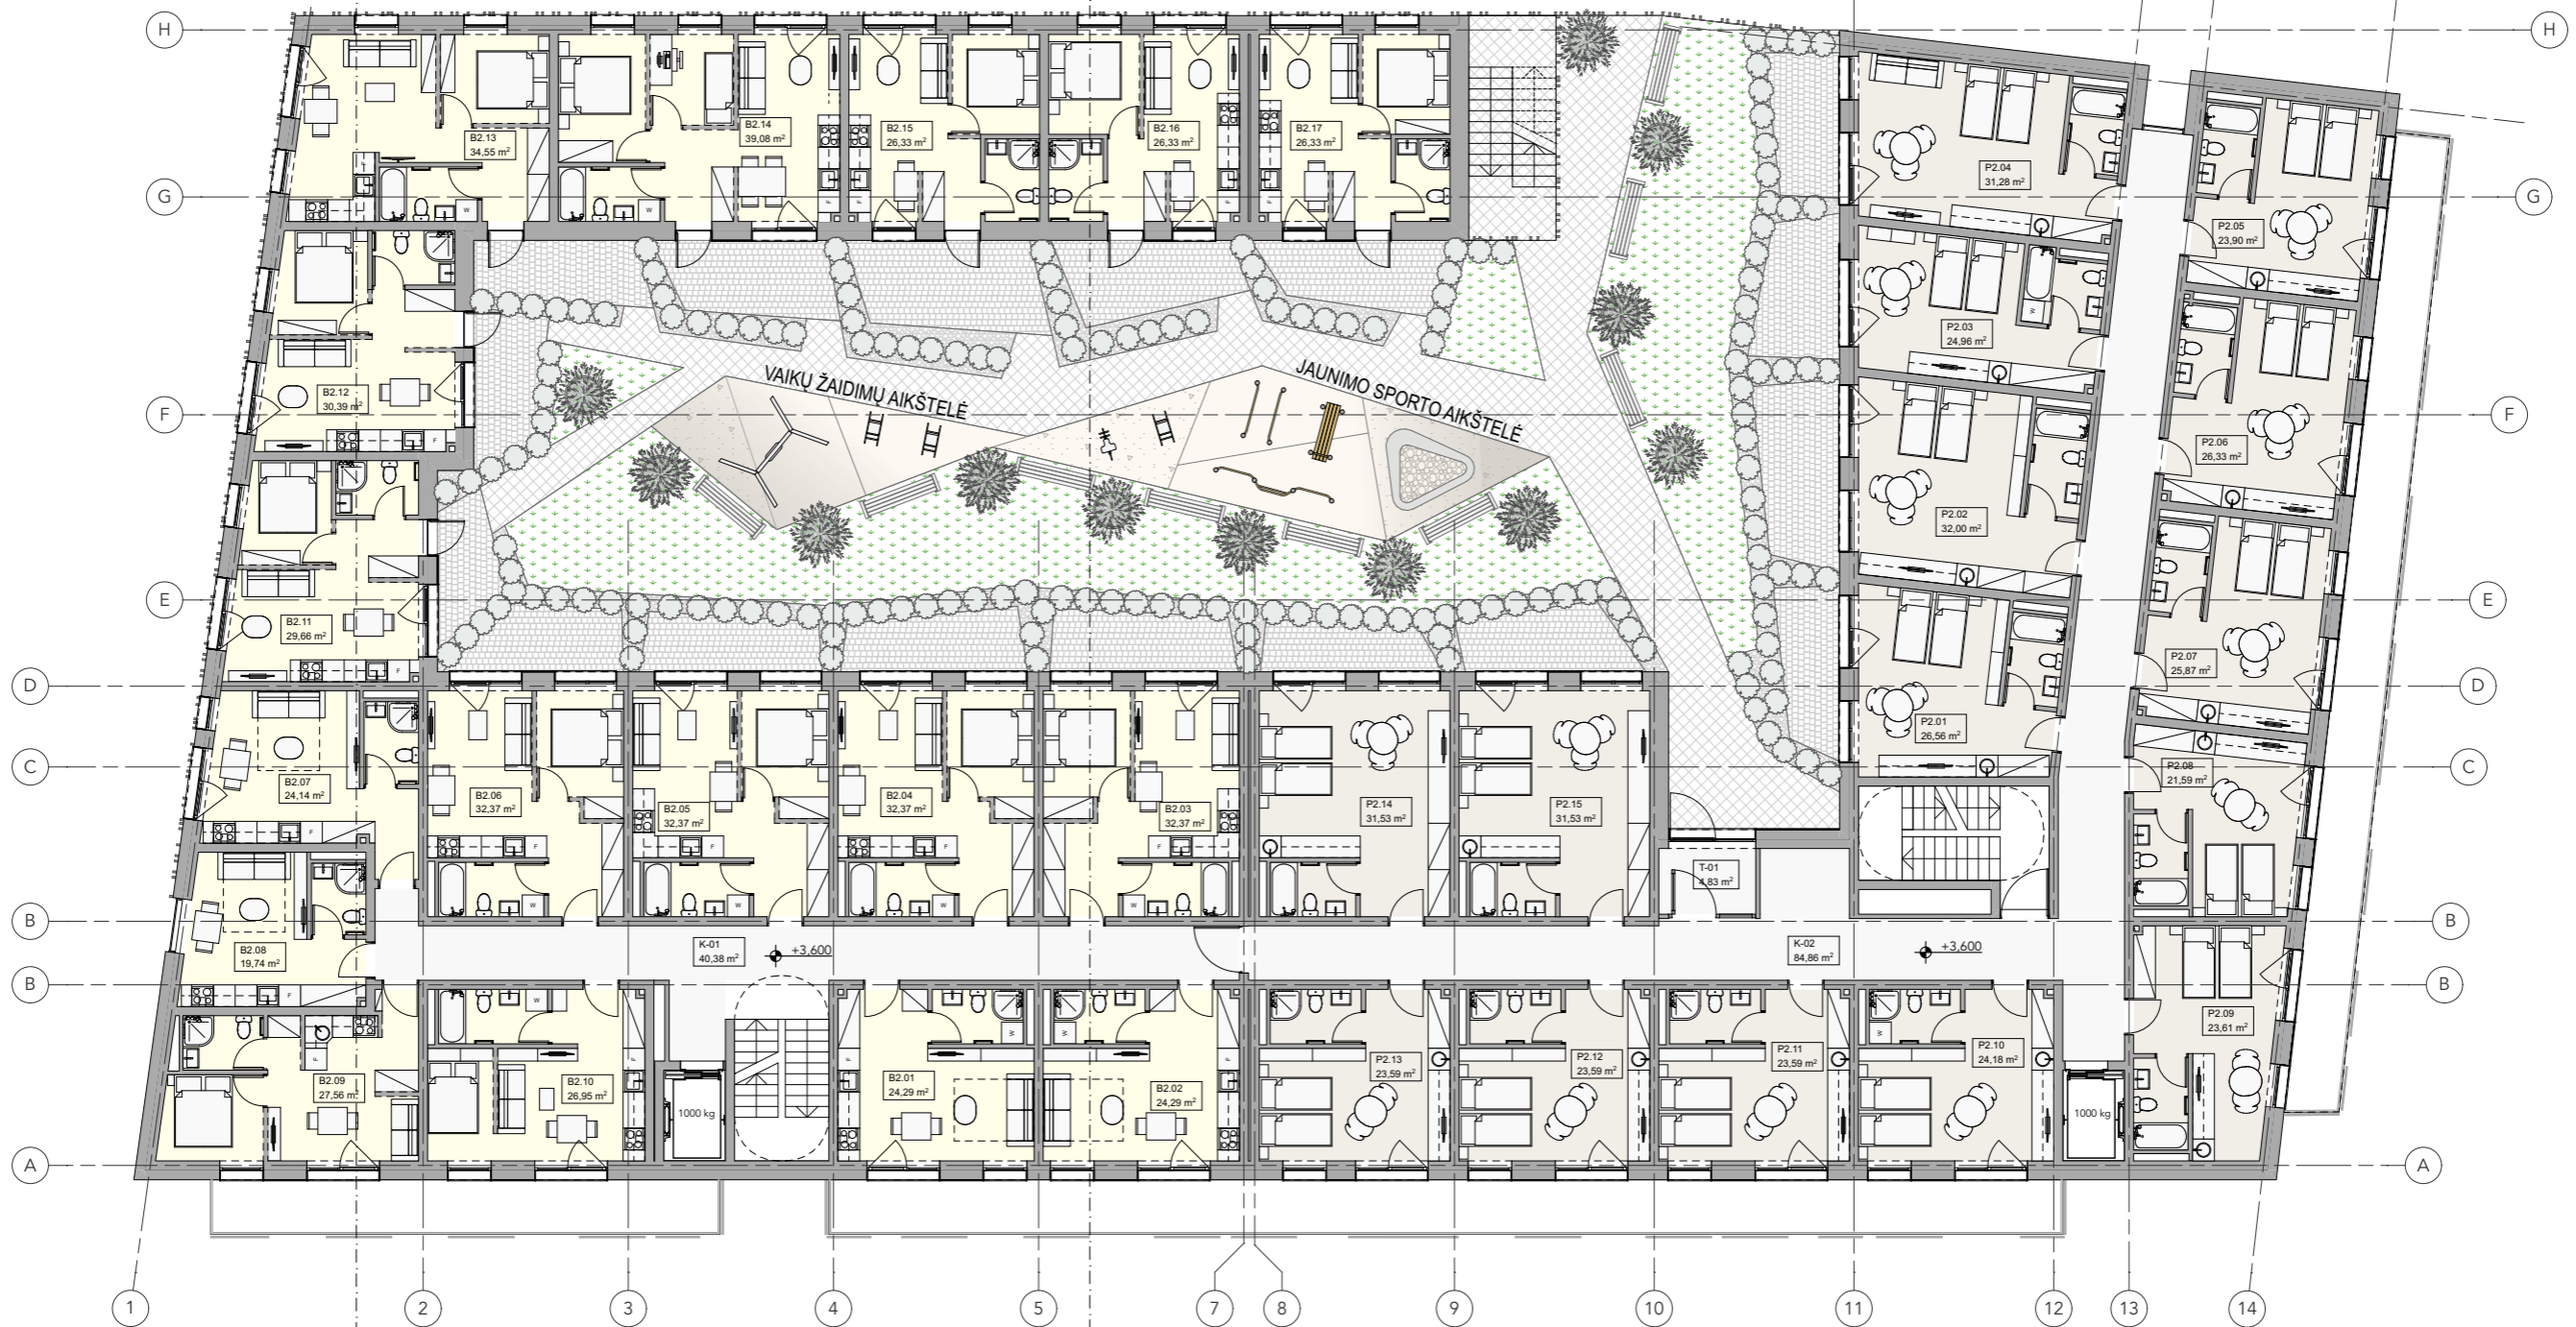 H
H
B2.13
34,55 m²
B2.14
39,08 m²
B2.15
26,33 m²
B2.16
26,33 m²
B2.17
26,33 m²
P2.04
31,28 m²
P2.05
23,90 m²
G
G
W
W
F
F
F
F
P2.03
24,96 m²
W
B2.12
30,39 m²
F
VAIKŲ ŽAIDIMŲ AIKŠTELĖ
JAUNIMO SPORTO AIKŠTELĖ
F
F
P2.06
26,33 m²
P2.02
32,00 m²
E
E
B2.11
29,66 m²
F
P2.07
25,87 m²
D
D
P2.01
26,56 m²
C
C
B2.07
24,14 m²
F
B2.06
32,37 m²
F
B2.05
32,37 m²
F
B2.04
32,37 m²
F
B2.03
32,37 m²
F
P2.14
31,53 m²
P2.15
31,53 m²
P2.08
21,59 m²
T-01
4,83 m²
W
W
W
W
B
B
B2.08
19,74 m²
F
K-01
40,38 m²
+3,600
K-02
84,86 m²
+3,600
B
B
P2.09
23,61 m²
W
W
W
W
F
F
F
F
B2.09
27,56 m²
B2.10
26,95 m²
1000 kg
B2.01
24,29 m²
B2.02
24,29 m²
P2.13
23,59 m²
P2.12
23,59 m²
P2.11
23,59 m²
P2.10
24,18 m²
1000 kg
A
A
1
2
3
4
5
7
8
9
10
11
12
13
14